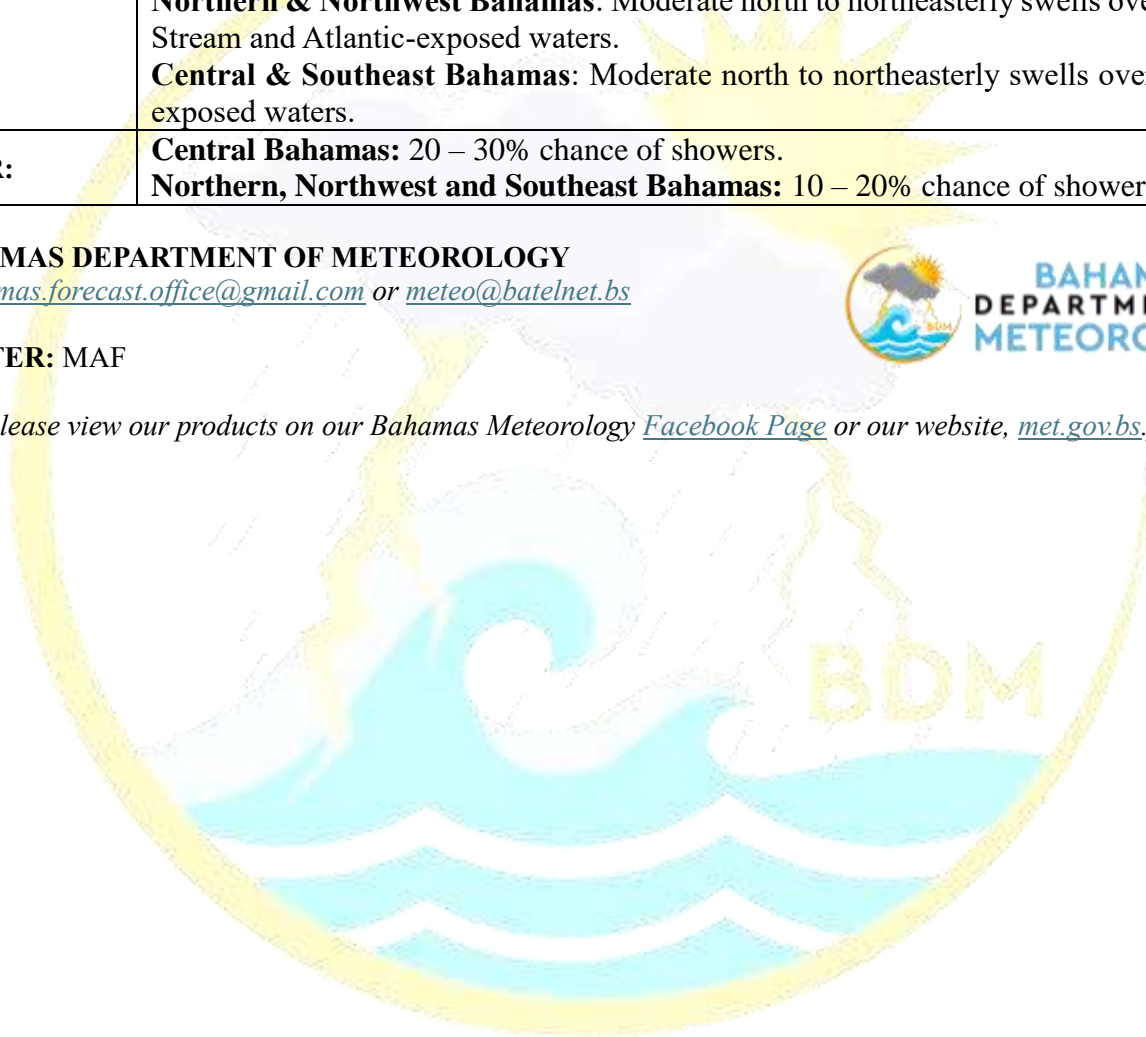 Northern & Northwest Bahamas: Moderate north to northeasterly swells ove
Stream and Atlantic-exposed waters.
Central & Southeast Bahamas: Moderate north to northeasterly swells ove
exposed waters.
R:
Central Bahamas: 20 – 30% chance of showers.
Northern, Northwest and Southeast Bahamas: 10 – 20% chance of shower
MAS DEPARTMENT OF METEOROLOGY
mas.forecast.office@gmail.com or meteo@batelnet.bs
BAHAM
DEPARTME
METEORO
BDM
TER: MAF
lease view our products on our Bahamas Meteorology Facebook Page or our website, met.gov.bs.
BDM